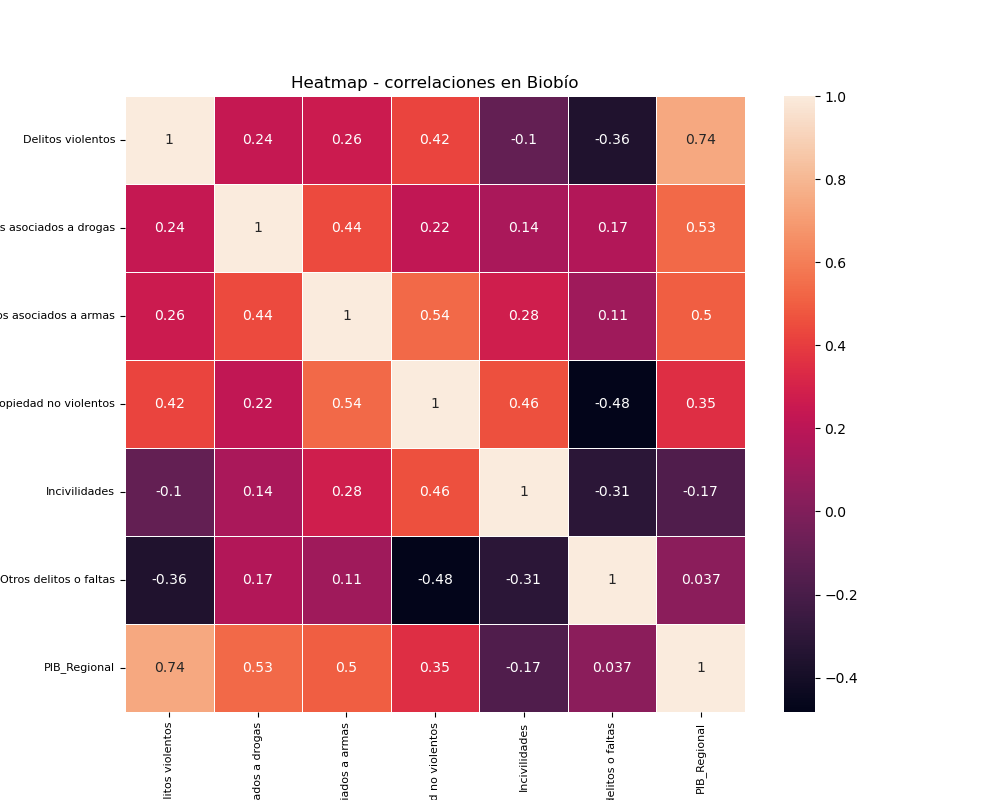 Heatmap - correlaciones en Biobío
Delitos violentos 1 0.24 0.26 0.42 -0.1 -0.36 0.74
s asociados a drogas 0.24 1 0.44 0.22 0.14 0.17 0.53
os asociados a armas 0.26 0.44 1 0.54 0.28 0.11 0.5
opiedad no violentos 0.42 0.22 0.54 1 0.46 -0.48 0.35
Incivilidades -0.1 0.14 0.28 0.46 1 -0.31 -0.17
Otros delitos o faltas -0.36 0.17 0.11 -0.48 -0.31 1 0.037
PIB_Regional 0.74 0.53 0.5 0.35 -0.17 0.037 1
litos violentos
ados a drogas
iados a armas
d no violentos
Incivilidades
delitos o faltas
PIB_Regional
1.0
0.8
0.6
0.4
0.2
0.0
−0.2
−0.4